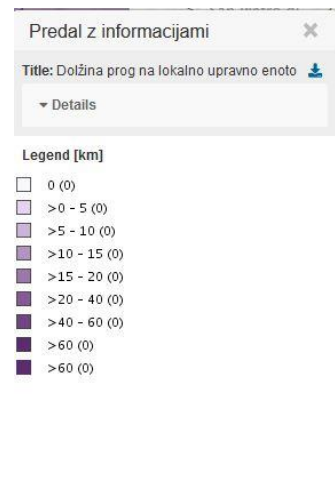 Predal z informacijami
Title: Dolžina prog na lokalno upravno enoto
Details
Legend [km]
0 (0)
>0 - 5 (0)
>5 - 10 (0)
>10 - 15 (0)
>15 - 20 (0)
>20 - 40 (0)
>40 - 60 (0)
>60 (0)
>60 (0)